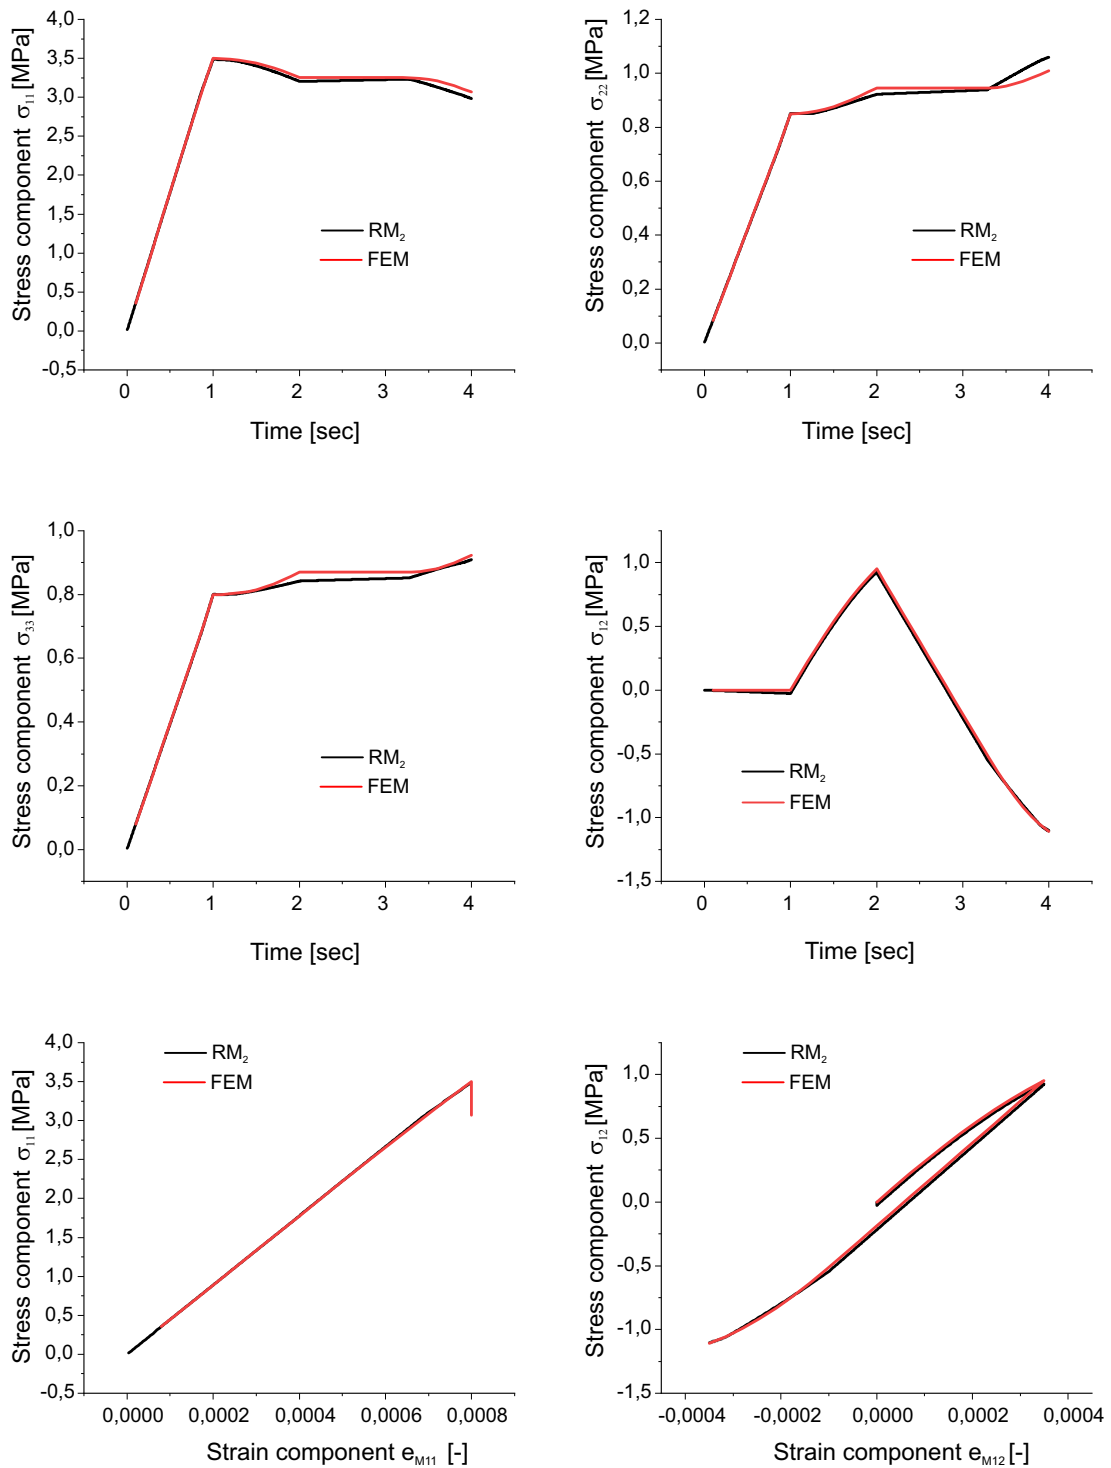 Stress component σ11 [MPa]
4,0
3,5
3,0
2,5
2,0
1,5
1,0
0,5
0,0
-0,5
RM2
FEM
0 1 2 3 4
Time [sec]
Stress component σ22 [MPa]
1,2
1,0
0,8
0,6
0,4
0,2
0,0
RM2
FEM
0 1 2 3 4
Time [sec]
Stress component σ33 [MPa]
1,0
0,8
0,6
0,4
0,2
0,0
RM2
FEM
0 1 2 3 4
Time [sec]
Stress component σ12 [MPa]
1,0
0,5
0,0
-0,5
-1,0
-1,5
RM2
FEM
0 1 2 3 4
Time [sec]
Stress component σ11 [MPa]
4,0
3,5
3,0
2,5
2,0
1,5
1,0
0,5
0,0
-0,5
RM2
FEM
0,0000 0,0002 0,0004 0,0006 0,0008
Strain component eM11 [-]
Stress component σ12 [MPa]
1,0
0,5
0,0
-0,5
-1,0
-1,5
RM2
FEM
-0,0004 -0,0002 0,0000 0,0002 0,0004
Strain component eM12 [-]